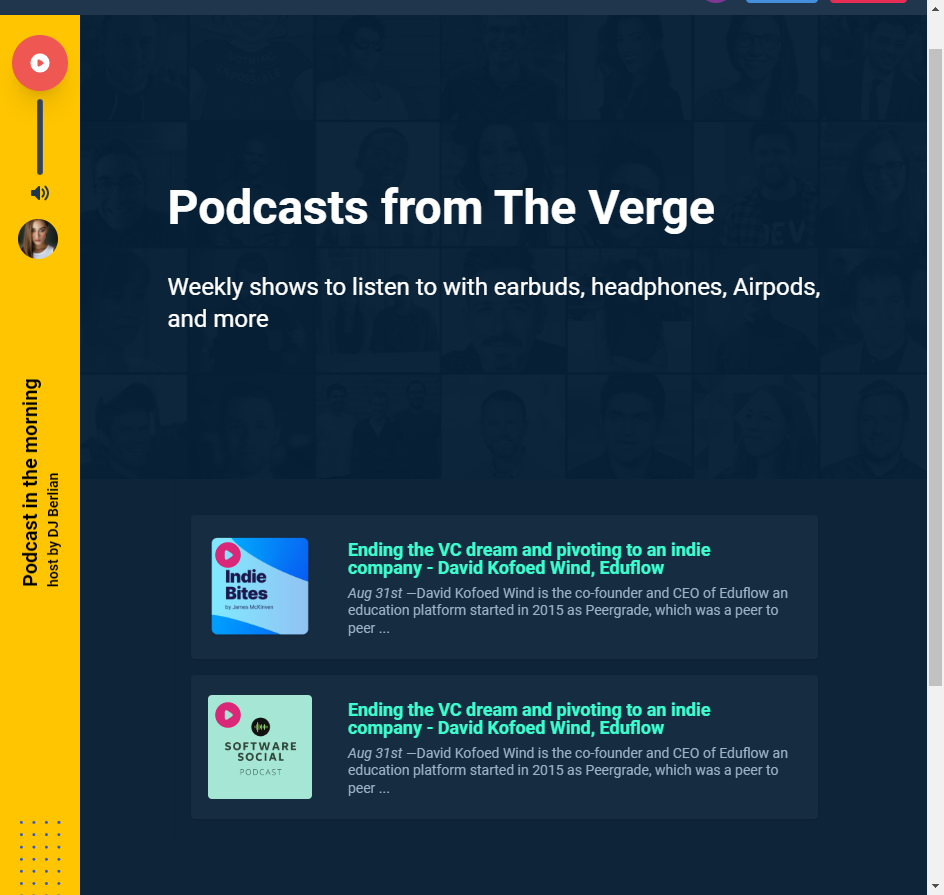 Podcasts from The Verge
Weekly shows to listen to with earbuds, headphones, Airpods,
and more
Podcast in the morning
host by DJ Berlian
Indie
Bites
by James McKinven
Ending the VC dream and pivoting to an indie
company - David Kofoed Wind, Eduflow
Aug 31st —David Kofoed Wind is the co-founder and CEO of Eduflow an
education platform started in 2015 as Peergrade, which was a peer to
peer ...
SOFTWARE
SOCIAL
PODCAST
Ending the VC dream and pivoting to an indie
company - David Kofoed Wind, Eduflow
Aug 31st —David Kofoed Wind is the co-founder and CEO of Eduflow an
education platform started in 2015 as Peergrade, which was a peer to
peer ...